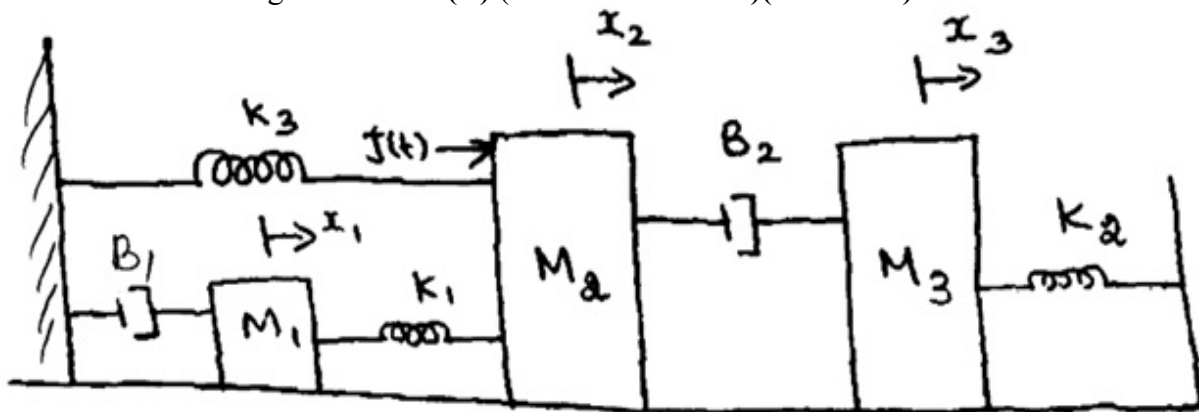 x₂
x₃
K₃
f(t)
B₂
x₁
B₁
K₂
K₁
M₂
M₃
M₁